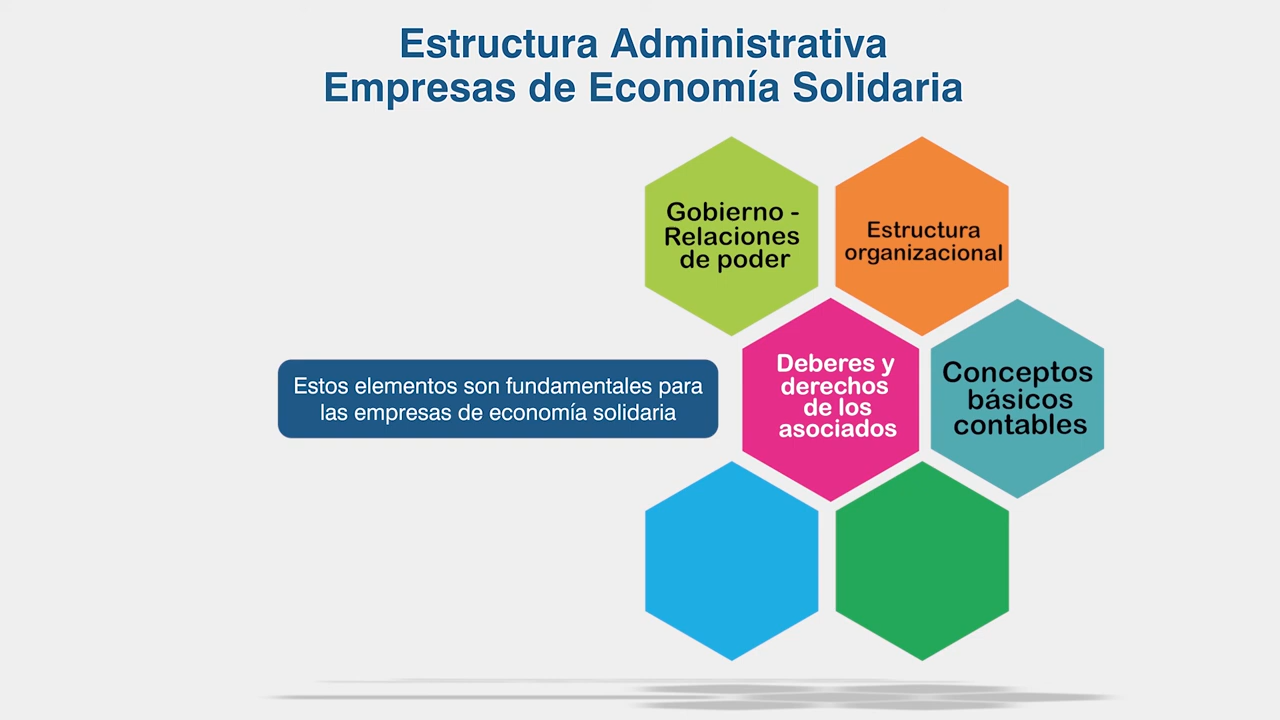 Estructura Administrativa
Empresas de Economía Solidaria
Gobierno -
Relaciones
de poder
Estructura
organizacional
Estos elementos son fundamentales para
las empresas de economía solidaria
Deberes y
derechos
de los
asociados
Conceptos
básicos
contables